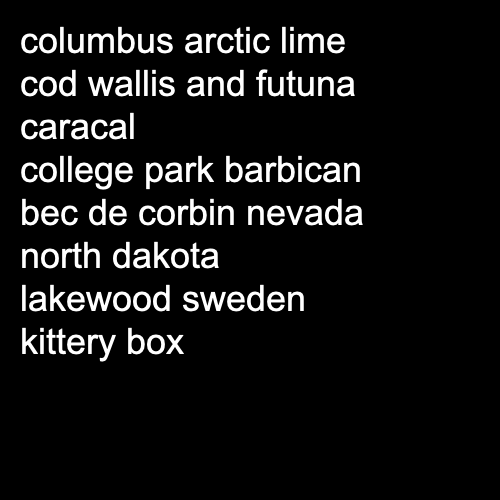 columbus arctic lime
cod wallis and futuna
caracal
college park barbican
bec de corbin nevada
north dakota
lakewood sweden
kittery box